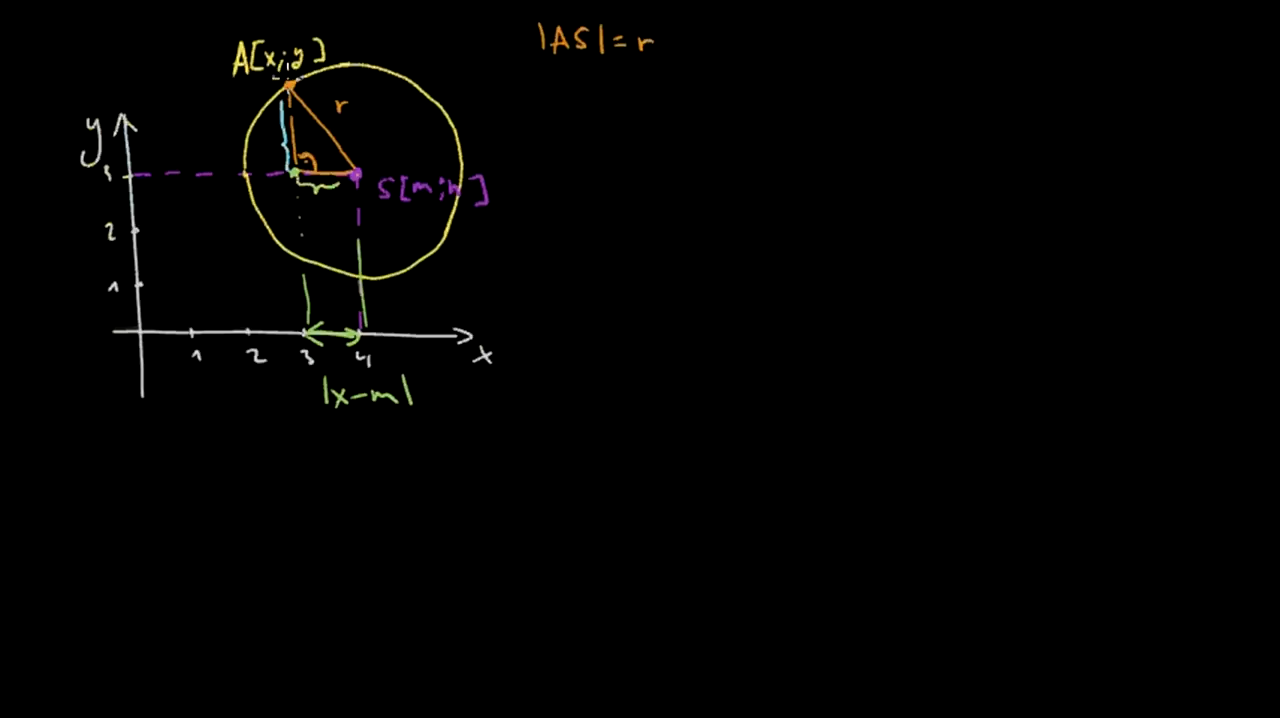 |AS| = r
A[x;y]
r
y
3
S[m;n]
2
1
1 2 3 4 x
|x-m|